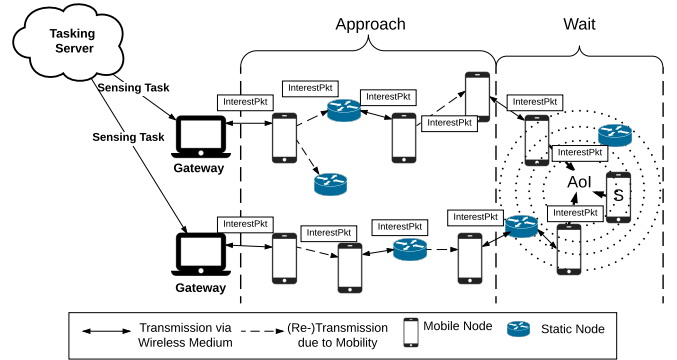 Approach
Wait
Tasking
Server
Sensing Task
Sensing Task
InterestPkt
InterestPkt
InterestPkt
InterestPkt
InterestPkt
InterestPkt
Gateway
AoI
S
InterestPkt
InterestPkt
InterestPkt
InterestPkt
InterestPkt
InterestPkt
Gateway
Transmission via
Wireless Medium
(Re-)Transmission
due to Mobility
Mobile Node
Static Node